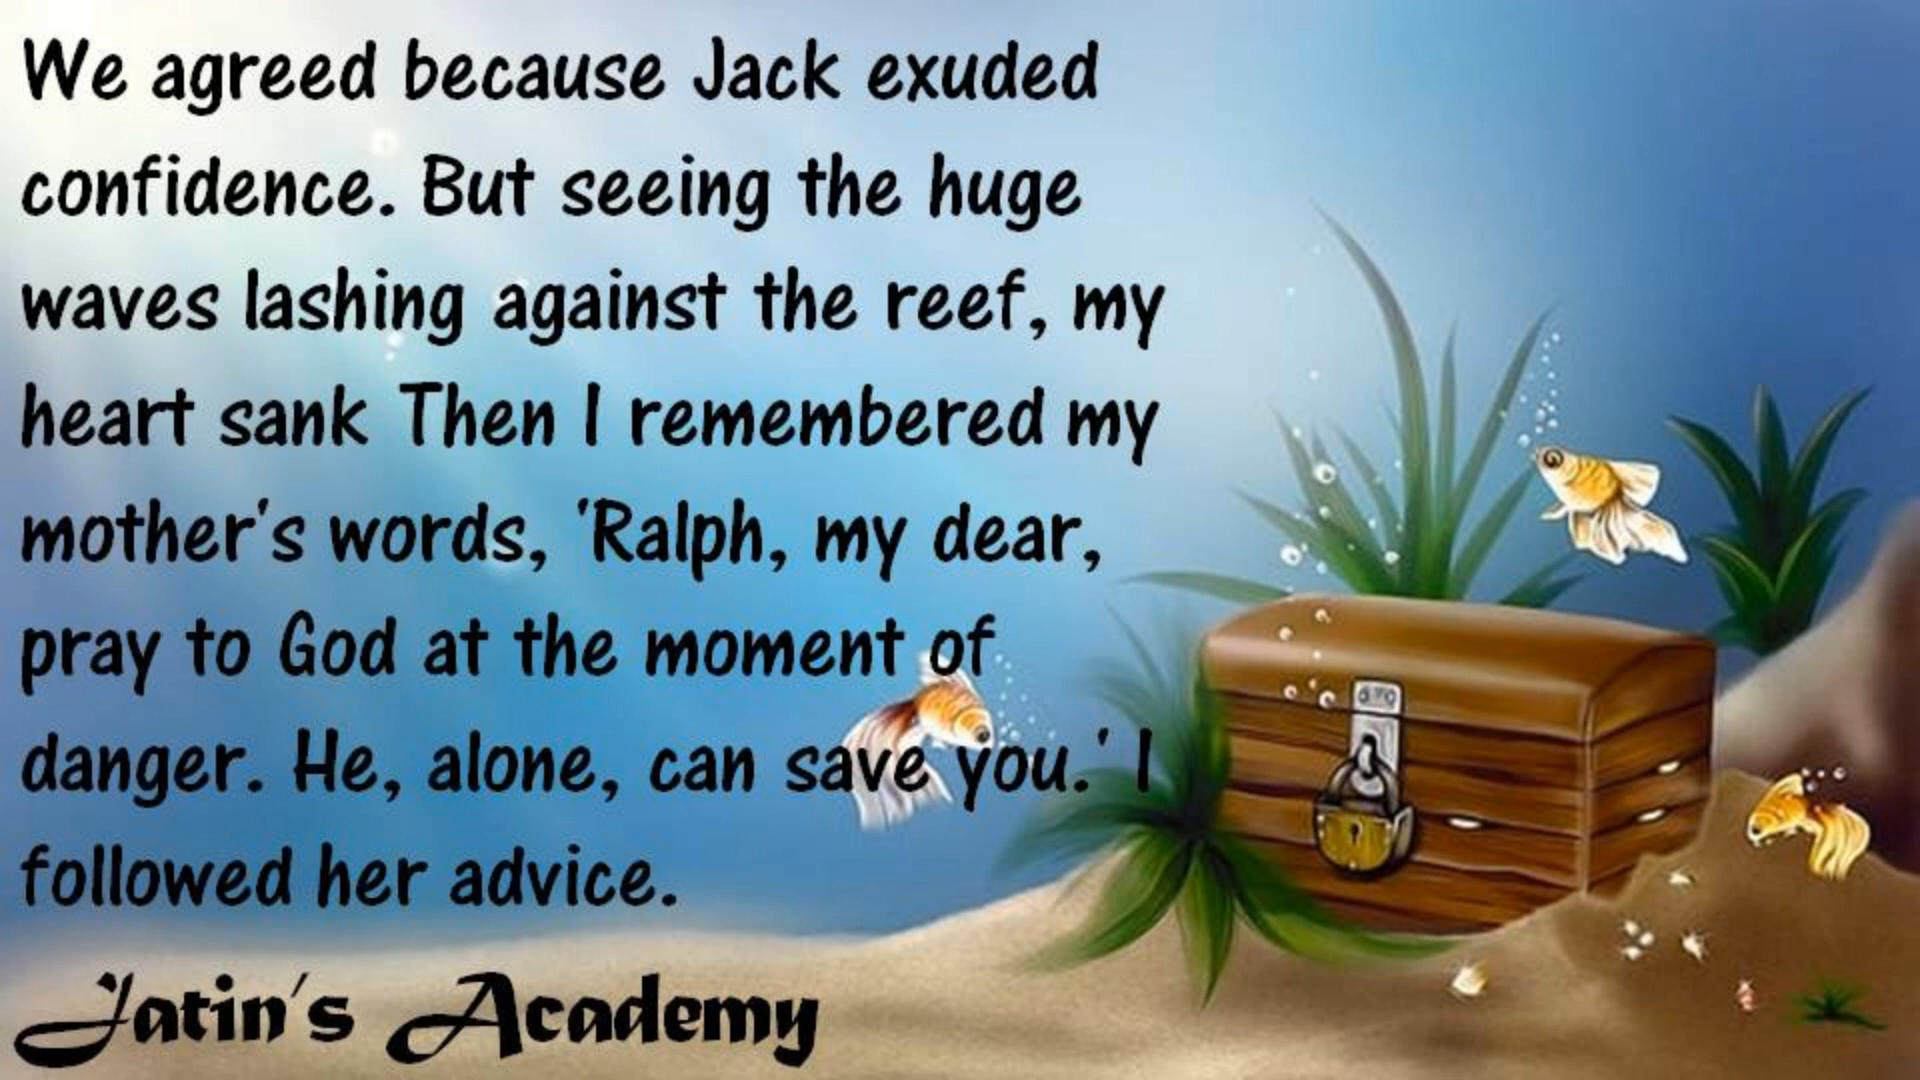 We agreed because Jack exuded
confidence. But seeing the huge
waves lashing against the reef, my
heart sank Then I remembered my
mother's words, 'Ralph, my dear,
pray to God at the moment of
danger. He, alone, can save you.' I
followed her advice.
Jatin's Academy